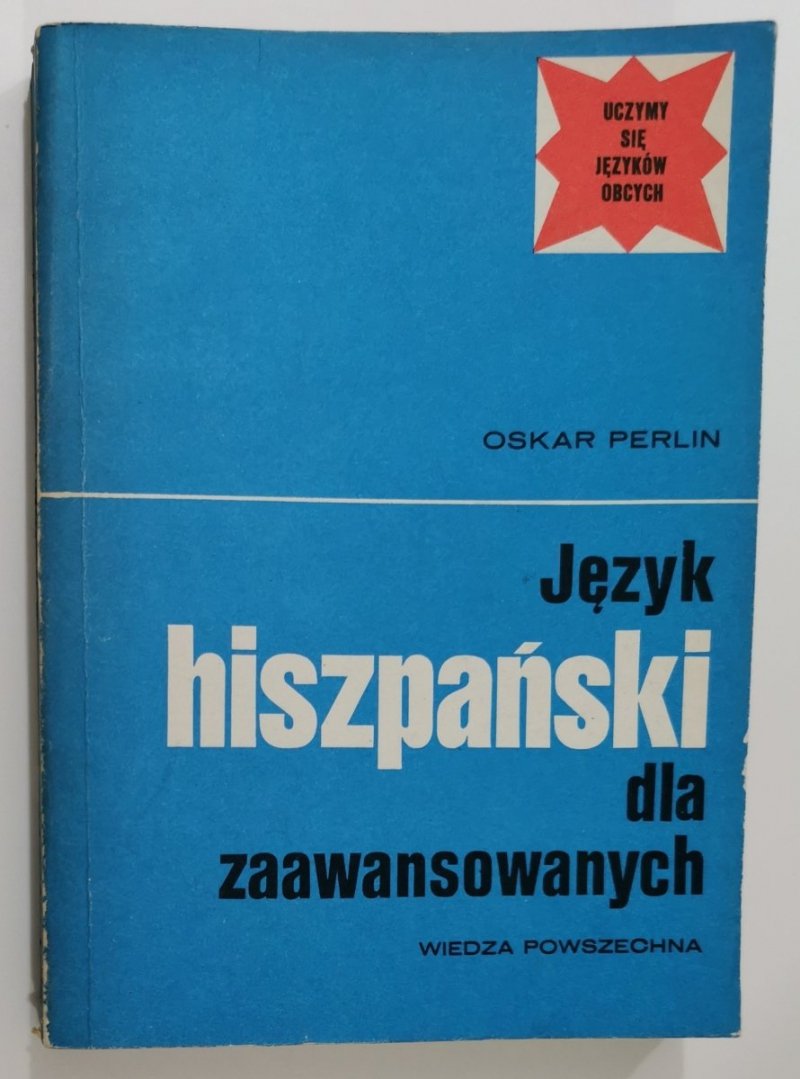 UCZYMY
SIĘ
JĘZYKÓW
OBCYCH
OSKAR PERLIN
Język
hiszpański
dla
zaawansowanych
WIEDZA POWSZECHNA